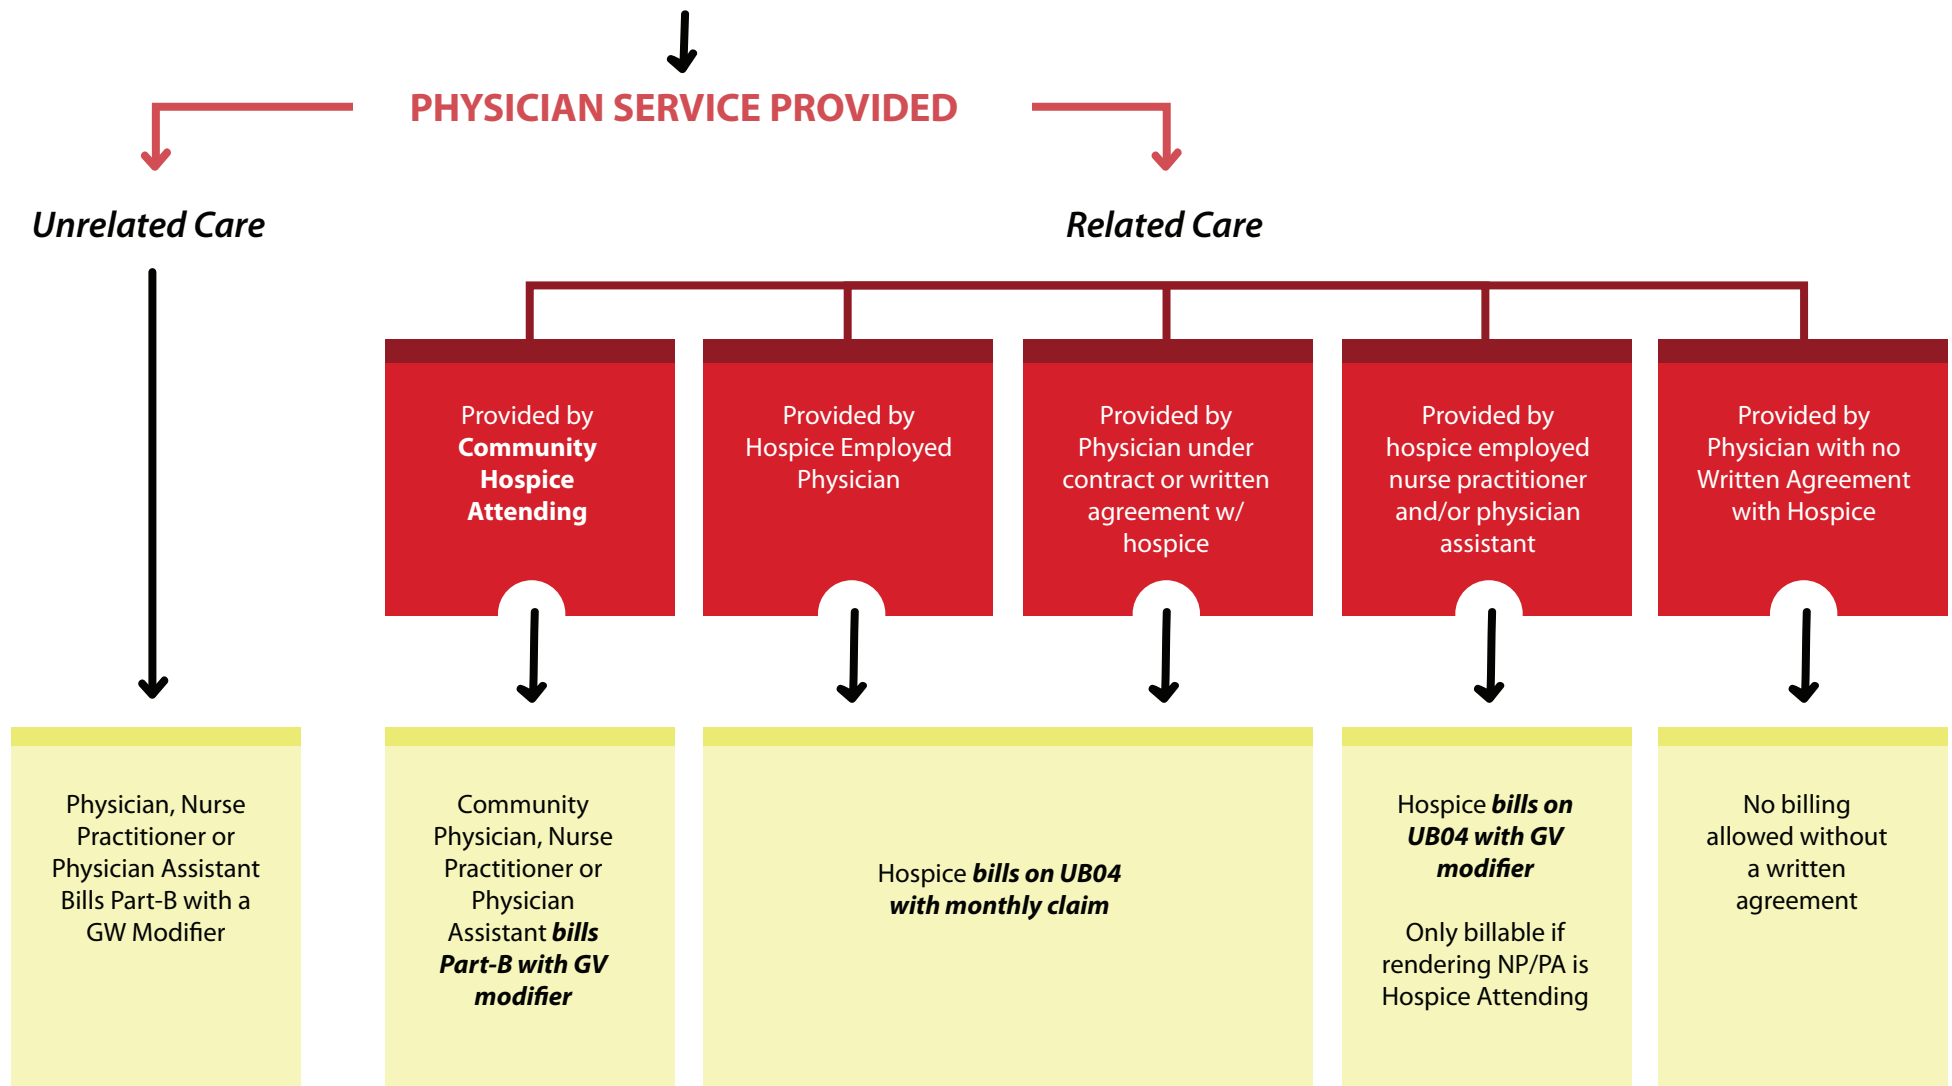 PHYSICIAN SERVICE PROVIDED
Unrelated Care
Related Care
Provided by
Community
Hospice
Attending
Provided by
Hospice Employed
Physician
Provided by
Physician under
contract or written
agreement w/
hospice
Provided by
hospice employed
nurse practitioner
and/or physician
assistant
Provided by
Physician with no
Written Agreement
with Hospice
Physician, Nurse
Practitioner or
Physician Assistant
Bills Part-B with a
GW Modifier
Community
Physician, Nurse
Practitioner or
Physician
Assistant bills
Part-B with GV
modifier
Hospice bills on UB04
with monthly claim
Hospice bills on
UB04 with GV
modifier
Only billable if
rendering NP/PA is
Hospice Attending
No billing
allowed without
a written
agreement